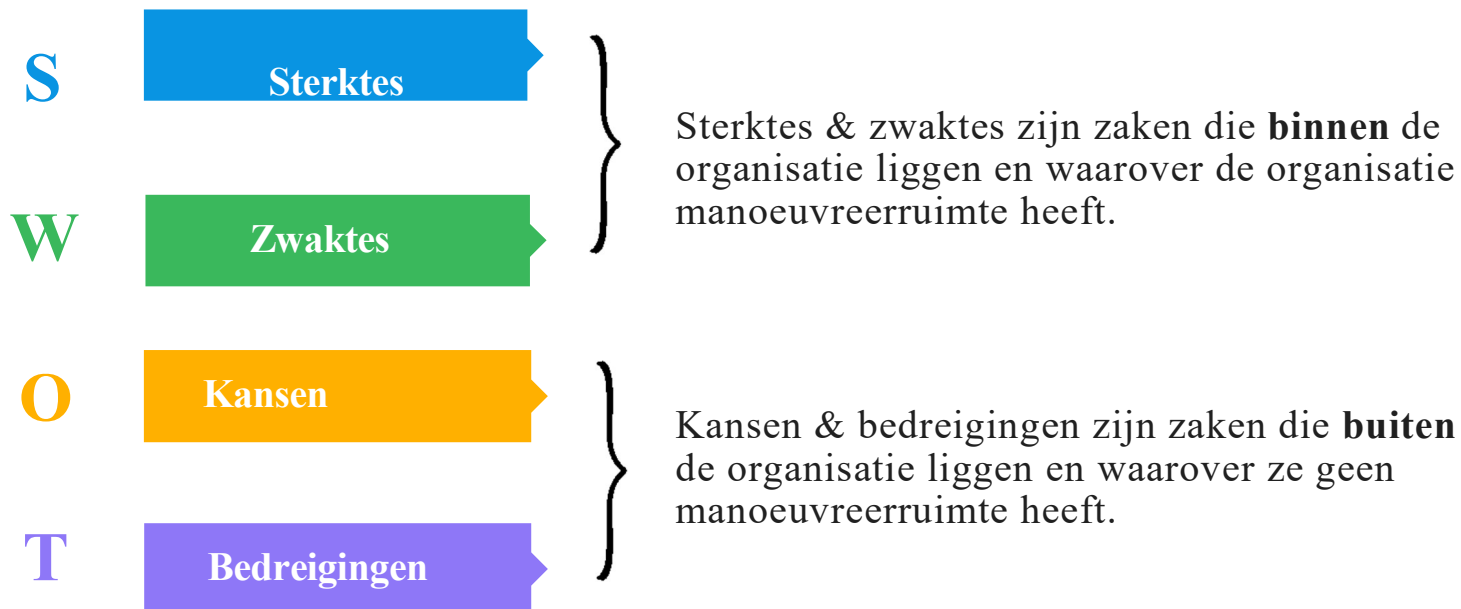 S
Sterktes
W
Zwaktes
Sterktes & zwaktes zijn zaken die binnen de
organisatie liggen en waarover de organisatie
manoeuvreerruimte heeft.
O
Kansen
T
Bedreigingen
Kansen & bedreigingen zijn zaken die buiten
de organisatie liggen en waarover ze geen
manoeuvreerruimte heeft.